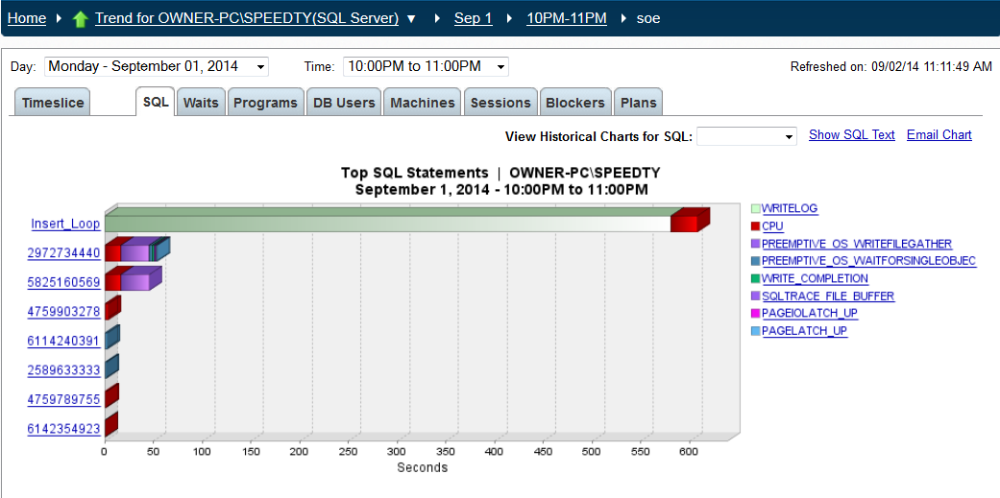 Home Trend for OWNER-PC\SPEEDTY(SQL Server) Sep 1 10PM-11PM soe
Day: Monday - September 01, 2014 Time: 10:00PM to 11:00PM Refreshed on: 09/02/14 11:11:49 AM
Timeslice SQL Waits Programs DB Users Machines Sessions Blockers Plans
View Historical Charts for SQL: Show SQL Text Email Chart
Top SQL Statements | OWNER-PC\SPEEDTY
September 1, 2014 - 10:00PM to 11:00PM
Insert_Loop
2972734440
5825160569
4759903278
6114240391
2589633333
4759789755
6142354923
0 50 100 150 200 250 300 350 400 450 500 550 600
Seconds
WRITELOG
CPU
PREEMPTIVE_OS_WRITEFILEGATHER
PREEMPTIVE_OS_WAITFORSINGLEOBJEC
WRITE_COMPLETION
SQLTRACE_FILE_BUFFER
PAGEIOLATCH_UP
PAGELATCH_UP